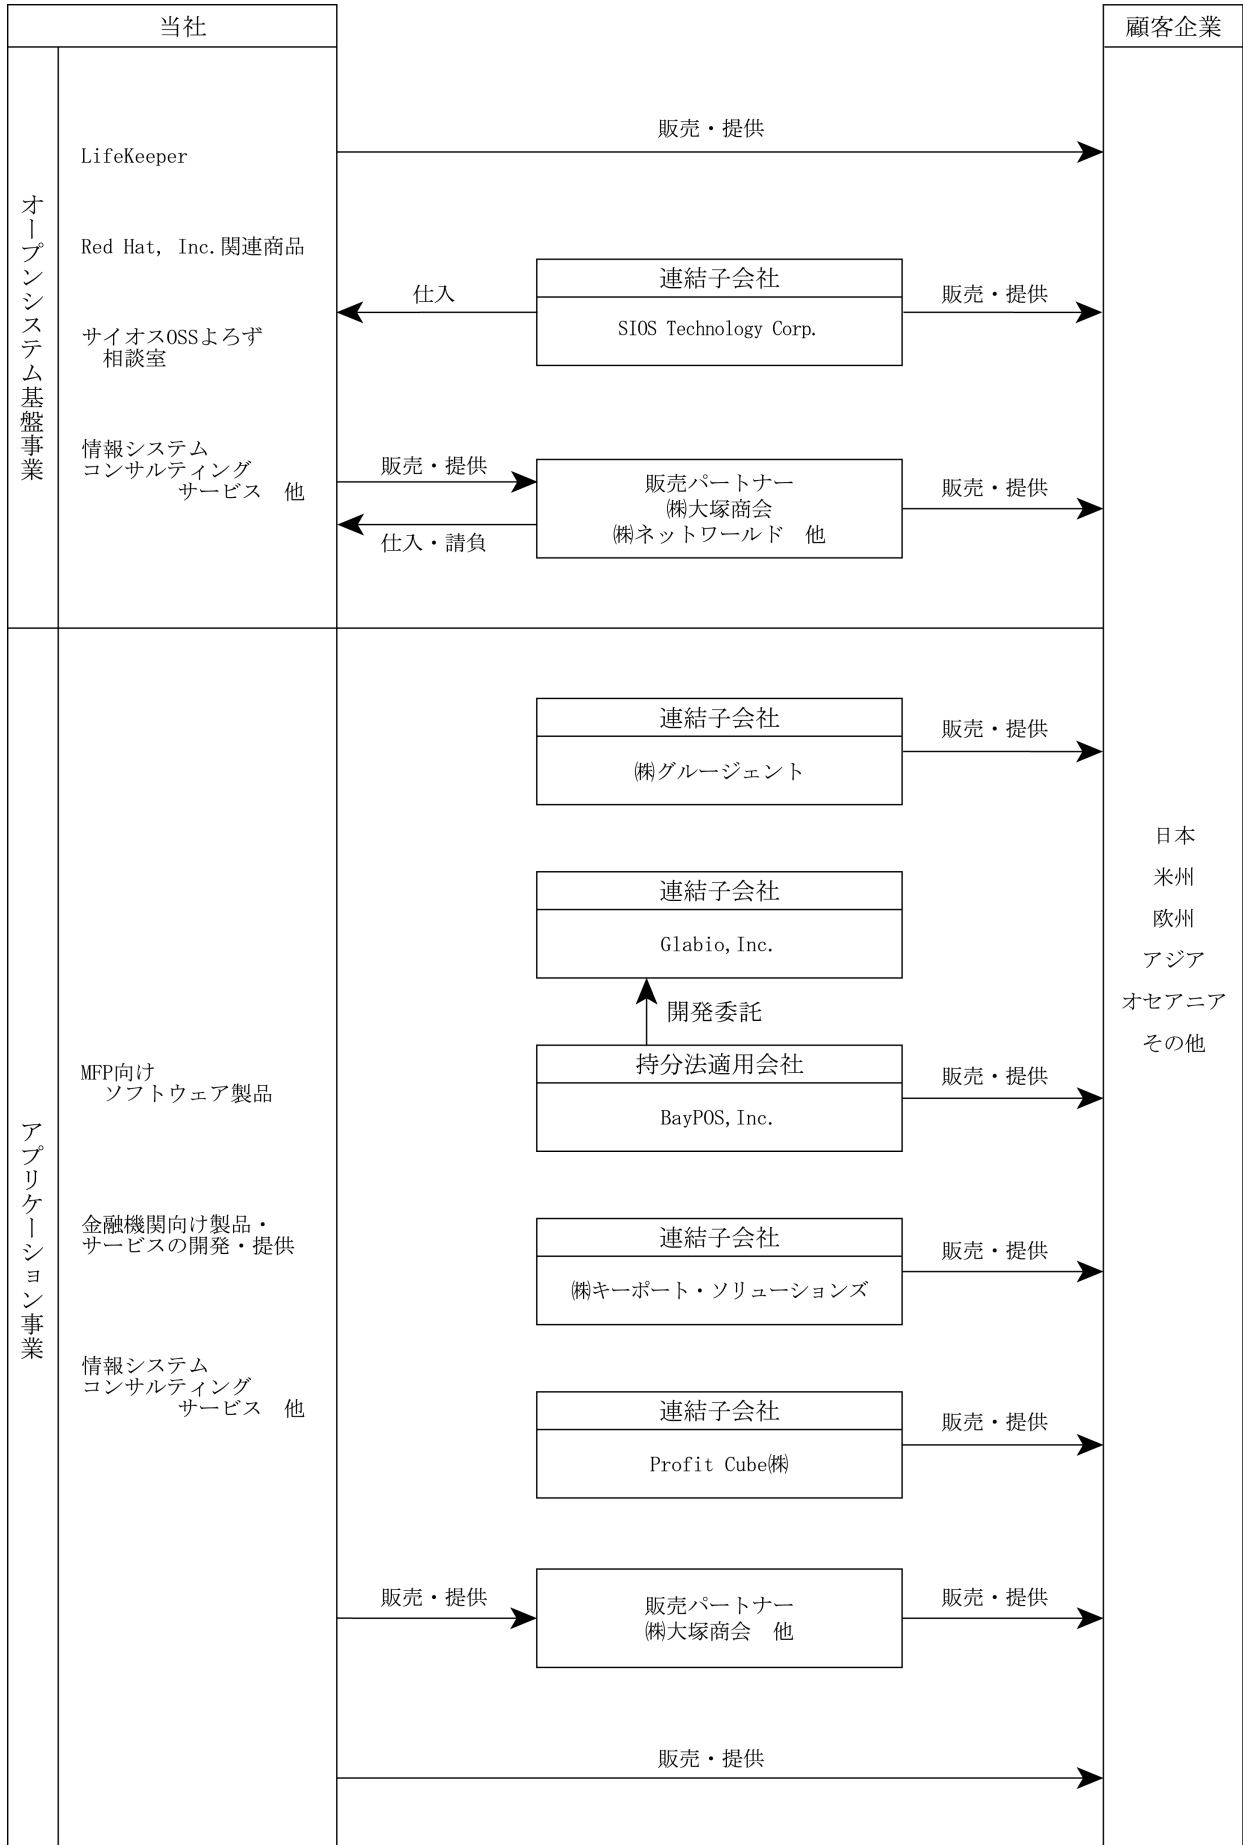 当社
顧客企業
オープンシステム基盤事業
LifeKeeper
Red Hat, Inc.関連商品
サイオスOSSよろず
相談室
情報システム
コンサルティング
サービス　他
販売・提供
仕入
連結子会社
SIOS Technology Corp.
販売・提供
販売・提供
仕入・請負
販売パートナー
㈱大塚商会
㈱ネットワールド　他
販売・提供
アプリケーション事業
MFP向け
ソフトウェア製品
金融機関向け製品・
サービスの開発・提供
情報システム
コンサルティング
サービス　他
連結子会社
㈱グルージェント
販売・提供
連結子会社
Glabio,Inc.
開発委託
持分法適用会社
BayPOS,Inc.
販売・提供
連結子会社
㈱キーポート・ソリューションズ
販売・提供
連結子会社
Profit Cube㈱
販売・提供
販売・提供
販売パートナー
㈱大塚商会　他
販売・提供
販売・提供
日本
米州
欧州
アジア
オセアニア
その他